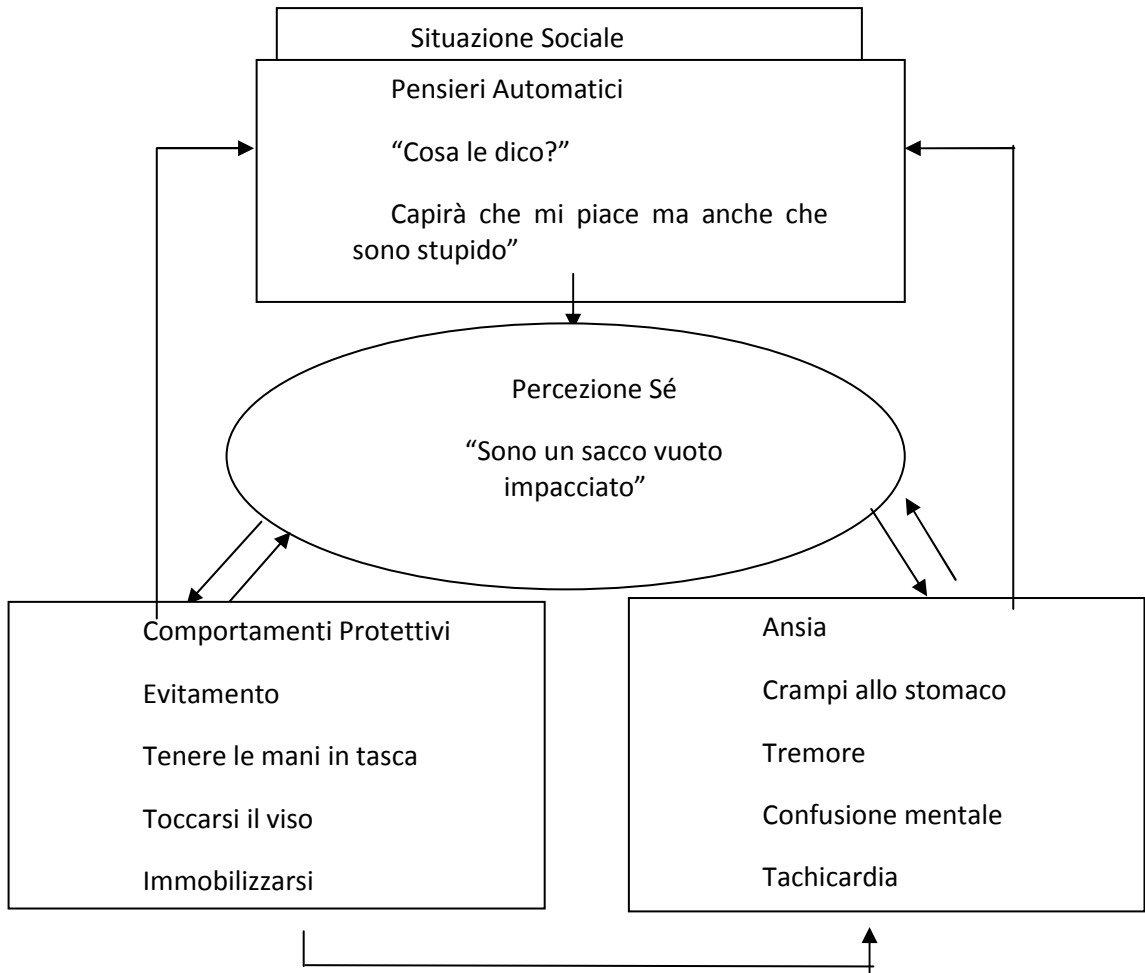 Situazione Sociale
Pensieri Automatici
“Cosa le dico?”
Capirà che mi piace ma anche che
sono stupido”
Percezione Sé
“Sono un sacco vuoto
impacciato”
Comportamenti Protettivi
Evitamento
Tenere le mani in tasca
Toccarsi il viso
Immobilizzarsi
Ansia
Crampi allo stomaco
Tremore
Confusione mentale
Tachicardia